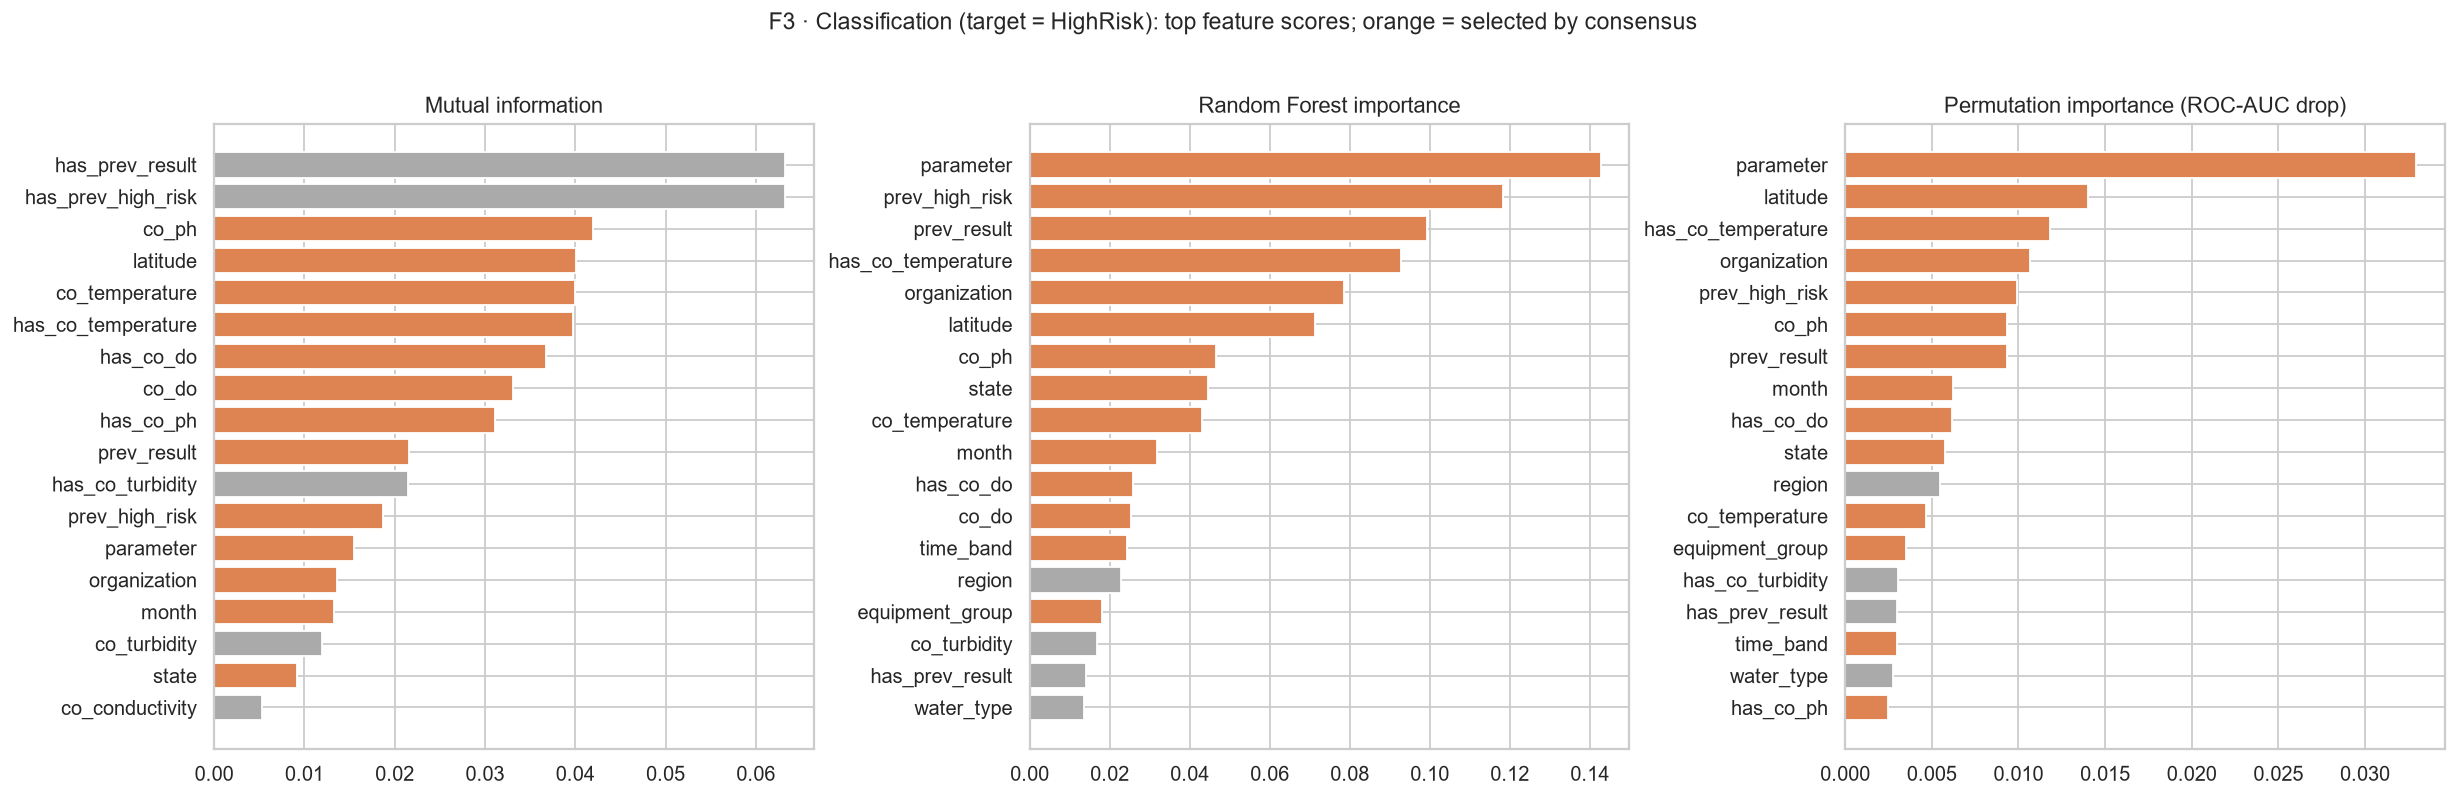 F3 · Classification (target = HighRisk): top feature scores; orange = selected by consensus
Mutual information
has_prev_result
has_prev_high_risk
co_ph
latitude
co_temperature
has_co_temperature
has_co_do
co_do
has_co_ph
prev_result
has_co_turbidity
prev_high_risk
parameter
organization
month
co_turbidity
state
co_conductivity
0.00 0.01 0.02 0.03 0.04 0.05 0.06
Random Forest importance
parameter
prev_high_risk
prev_result
has_co_temperature
organization
latitude
co_ph
state
co_temperature
month
has_co_do
co_do
time_band
region
equipment_group
co_turbidity
has_prev_result
water_type
0.00 0.02 0.04 0.06 0.08 0.10 0.12 0.14
Permutation importance (ROC-AUC drop)
parameter
latitude
has_co_temperature
organization
prev_high_risk
co_ph
prev_result
month
has_co_do
state
region
co_temperature
equipment_group
has_co_turbidity
has_prev_result
time_band
water_type
has_co_ph
0.000 0.005 0.010 0.015 0.020 0.025 0.030